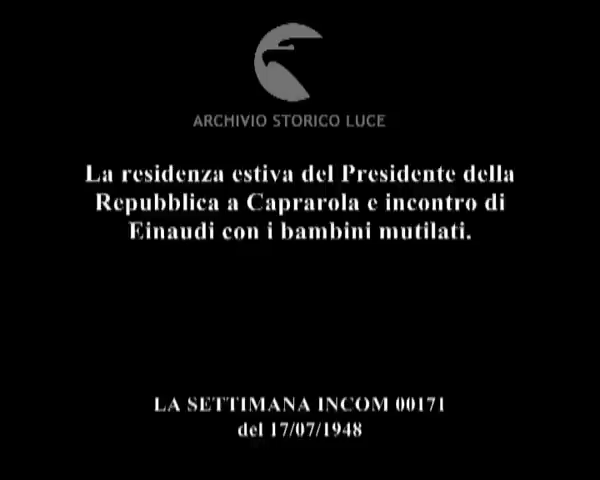 ARCHIVIO STORICO LUCE
La residenza estiva del Presidente della
Repubblica a Caprarola e incontro di
Einaudi con i bambini mutilati.
LA SETTIMANA INCOM 00171
del 17/07/1948